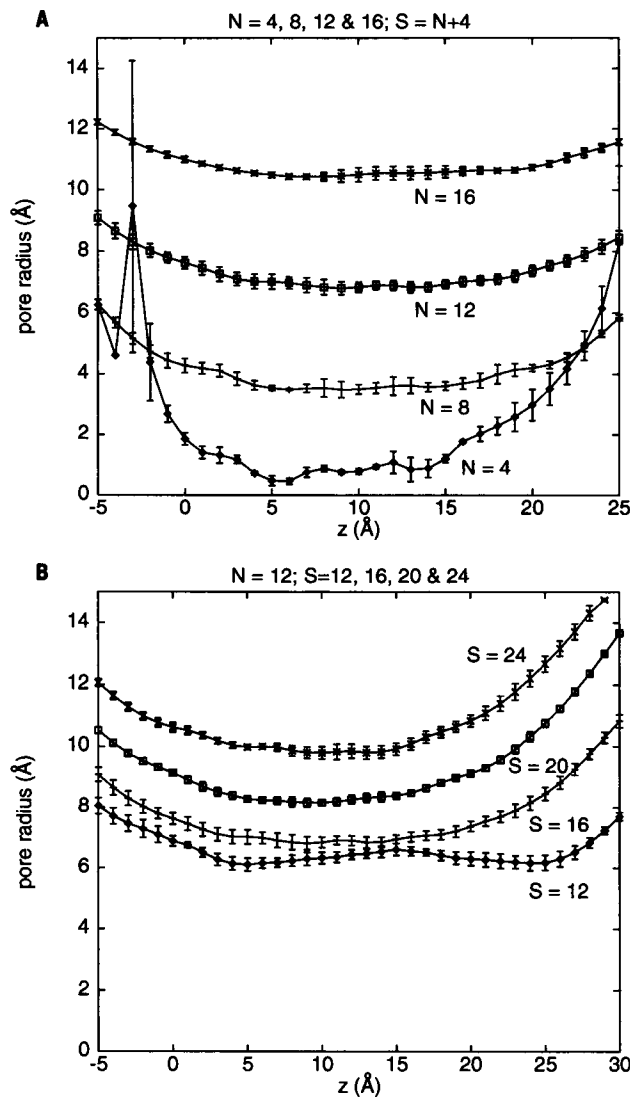 A
N = 4, 8, 12 & 16; S = N+4
14
12
10
8
6
4
2
0
pore radius (Å)
N = 16
N = 12
N = 8
N = 4
-5 0 5 10 15 20 25
z (Å)
B
N = 12; S=12, 16, 20 & 24
14
12
10
8
6
4
2
0
pore radius (Å)
S = 24
S = 20
S = 16
S = 12
-5 0 5 10 15 20 25 30
z (Å)